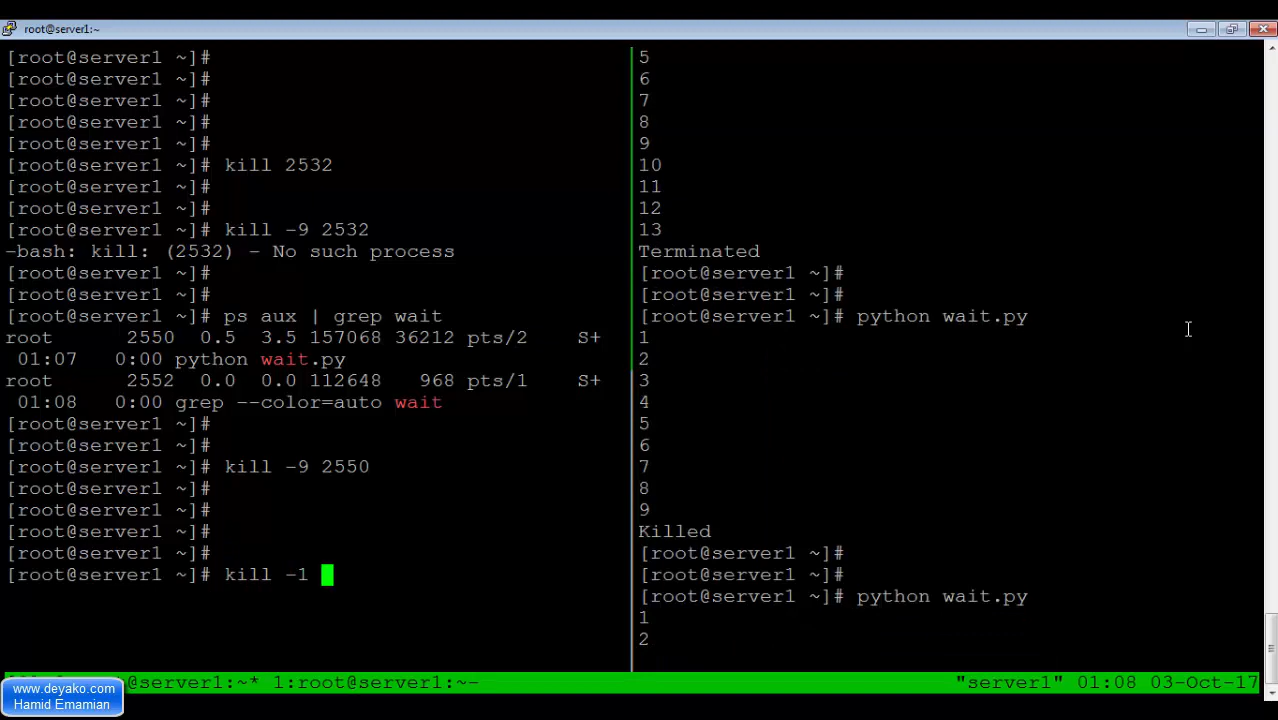 root@server1:~
[root@server1 ~]#
[root@server1 ~]#
[root@server1 ~]#
[root@server1 ~]#
[root@server1 ~]#
[root@server1 ~]# kill 2532
[root@server1 ~]#
[root@server1 ~]#
[root@server1 ~]# kill -9 2532
-bash: kill: (2532) - No such process
[root@server1 ~]#
[root@server1 ~]#
[root@server1 ~]# ps aux | grep wait
root 2550 0.5 3.5 157068 36212 pts/2 S+
01:07 0:00 python wait.py
root 2552 0.0 0.0 112648 968 pts/1 S+
01:08 0:00 grep --color=auto wait
[root@server1 ~]#
[root@server1 ~]#
[root@server1 ~]# kill -9 2550
[root@server1 ~]#
[root@server1 ~]#
[root@server1 ~]#
[root@server1 ~]#
[root@server1 ~]# kill -1
5
6
7
8
9
10
11
12
13
Terminated
[root@server1 ~]#
[root@server1 ~]#
[root@server1 ~]# python wait.py
1
2
3
4
5
6
7
8
9
Killed
[root@server1 ~]#
[root@server1 ~]#
[root@server1 ~]# python wait.py
1
2
@server1:~* 1:root@server1:~- "server1" 01:08 03-Oct-17
www.deyako.com
Hamid Emamian